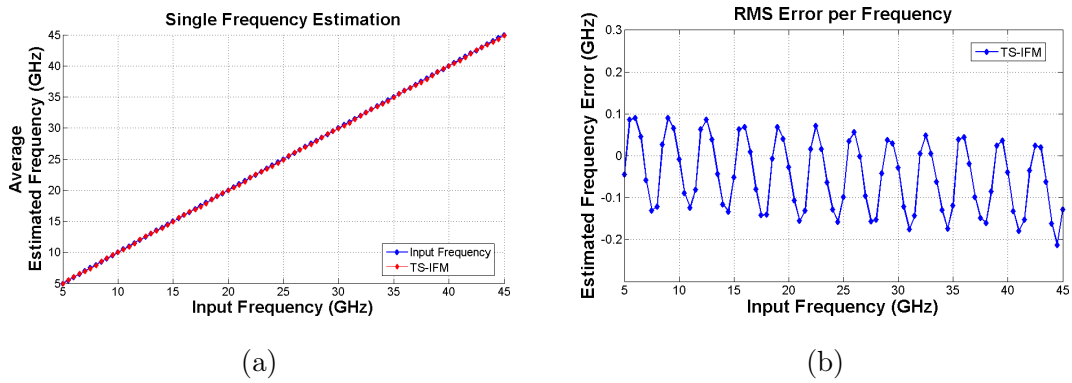 Single Frequency Estimation
Average
Estimated Frequency (GHz)
45
40
35
30
25
20
15
10
5
5 10 15 20 25 30 35 40 45
Input Frequency (GHz)
Input Frequency
TS-IFM
(a)
RMS Error per Frequency
Estimated Frequency Error (GHz)
0.3
0.2
0.1
0
-0.1
-0.2
5 10 15 20 25 30 35 40 45
Input Frequency (GHz)
TS-IFM
(b)